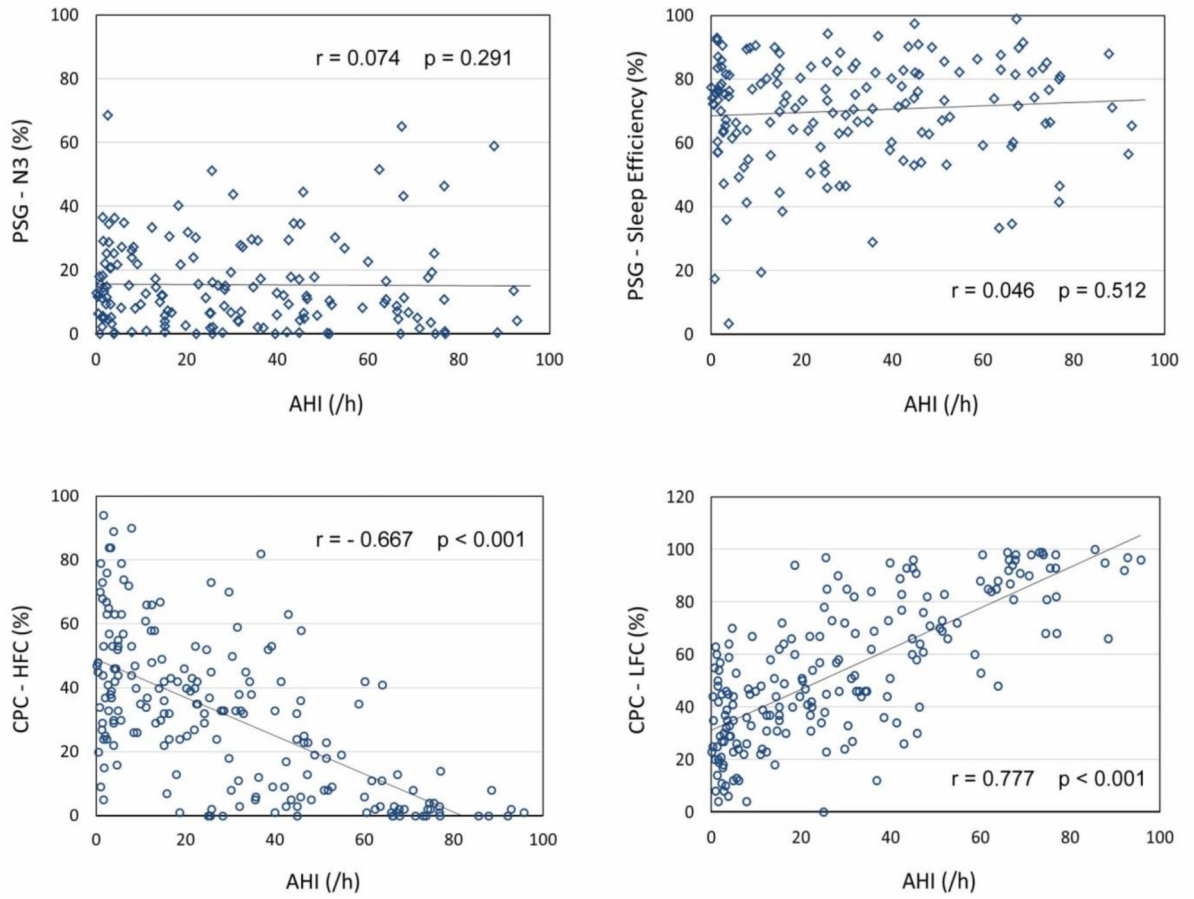 PSG - N3 (%)
100
80
60
40
20
0
r = 0.074 p = 0.291
0 20 40 60 80 100
AHI (/h)
PSG - Sleep Efficiency (%)
100
80
60
40
20
0
r = 0.046 p = 0.512
0 20 40 60 80 100
AHI (/h)
CPC - HFC (%)
100
80
60
40
20
0
r = - 0.667 p < 0.001
0 20 40 60 80 100
AHI (/h)
CPC - LFC (%)
120
100
80
60
40
20
0
r = 0.777 p < 0.001
0 20 40 60 80 100
AHI (/h)